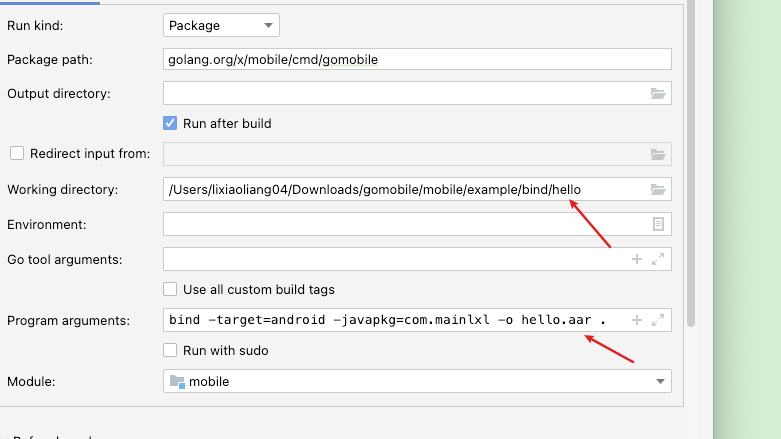 Run kind: Package
Package path: golang.org/x/mobile/cmd/gomobile
Output directory:
Run after build
Redirect input from:
Working directory: /Users/lixiaoliang04/Downloads/gomobile/mobile/example/bind/hello
Environment:
Go tool arguments:
Use all custom build tags
Program arguments: bind -target=android -javapkg=com.mainlxl -o hello.aar .
Run with sudo
Module: mobile